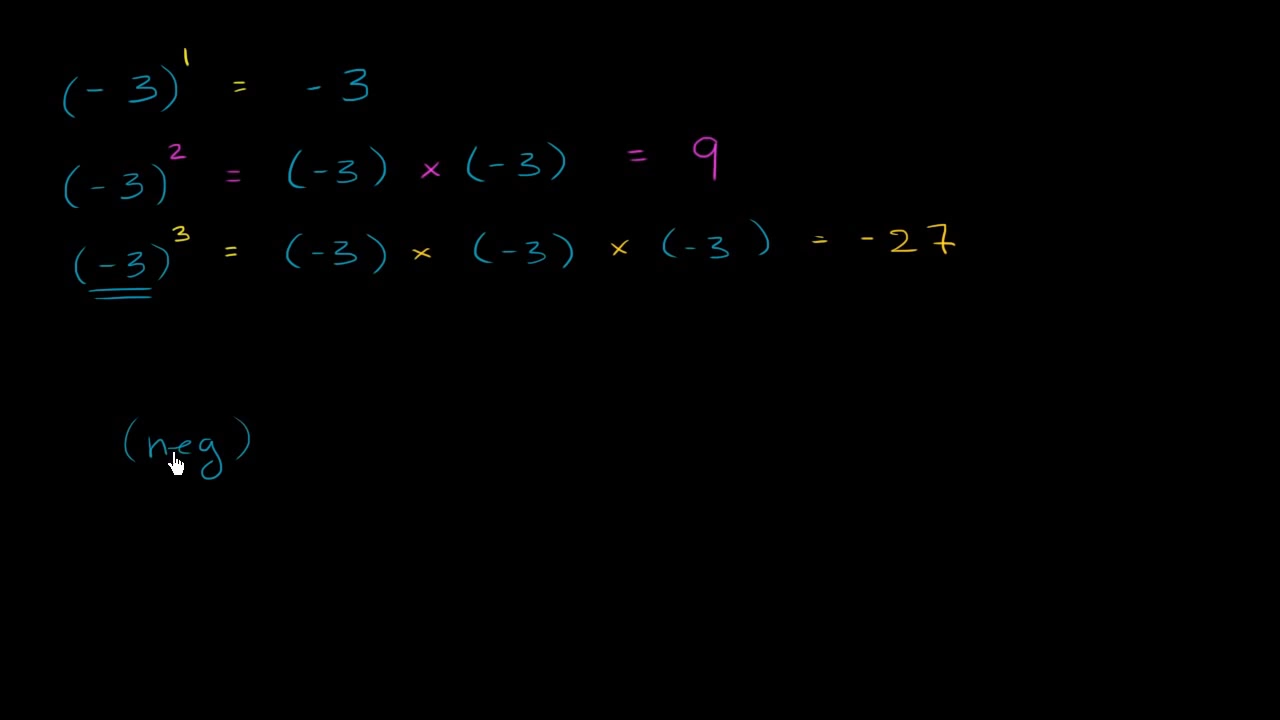 (-3)¹ = -3
(-3)² = (-3) × (-3) = 9
(-3)³ = (-3) × (-3) × (-3) = -27
(neg)